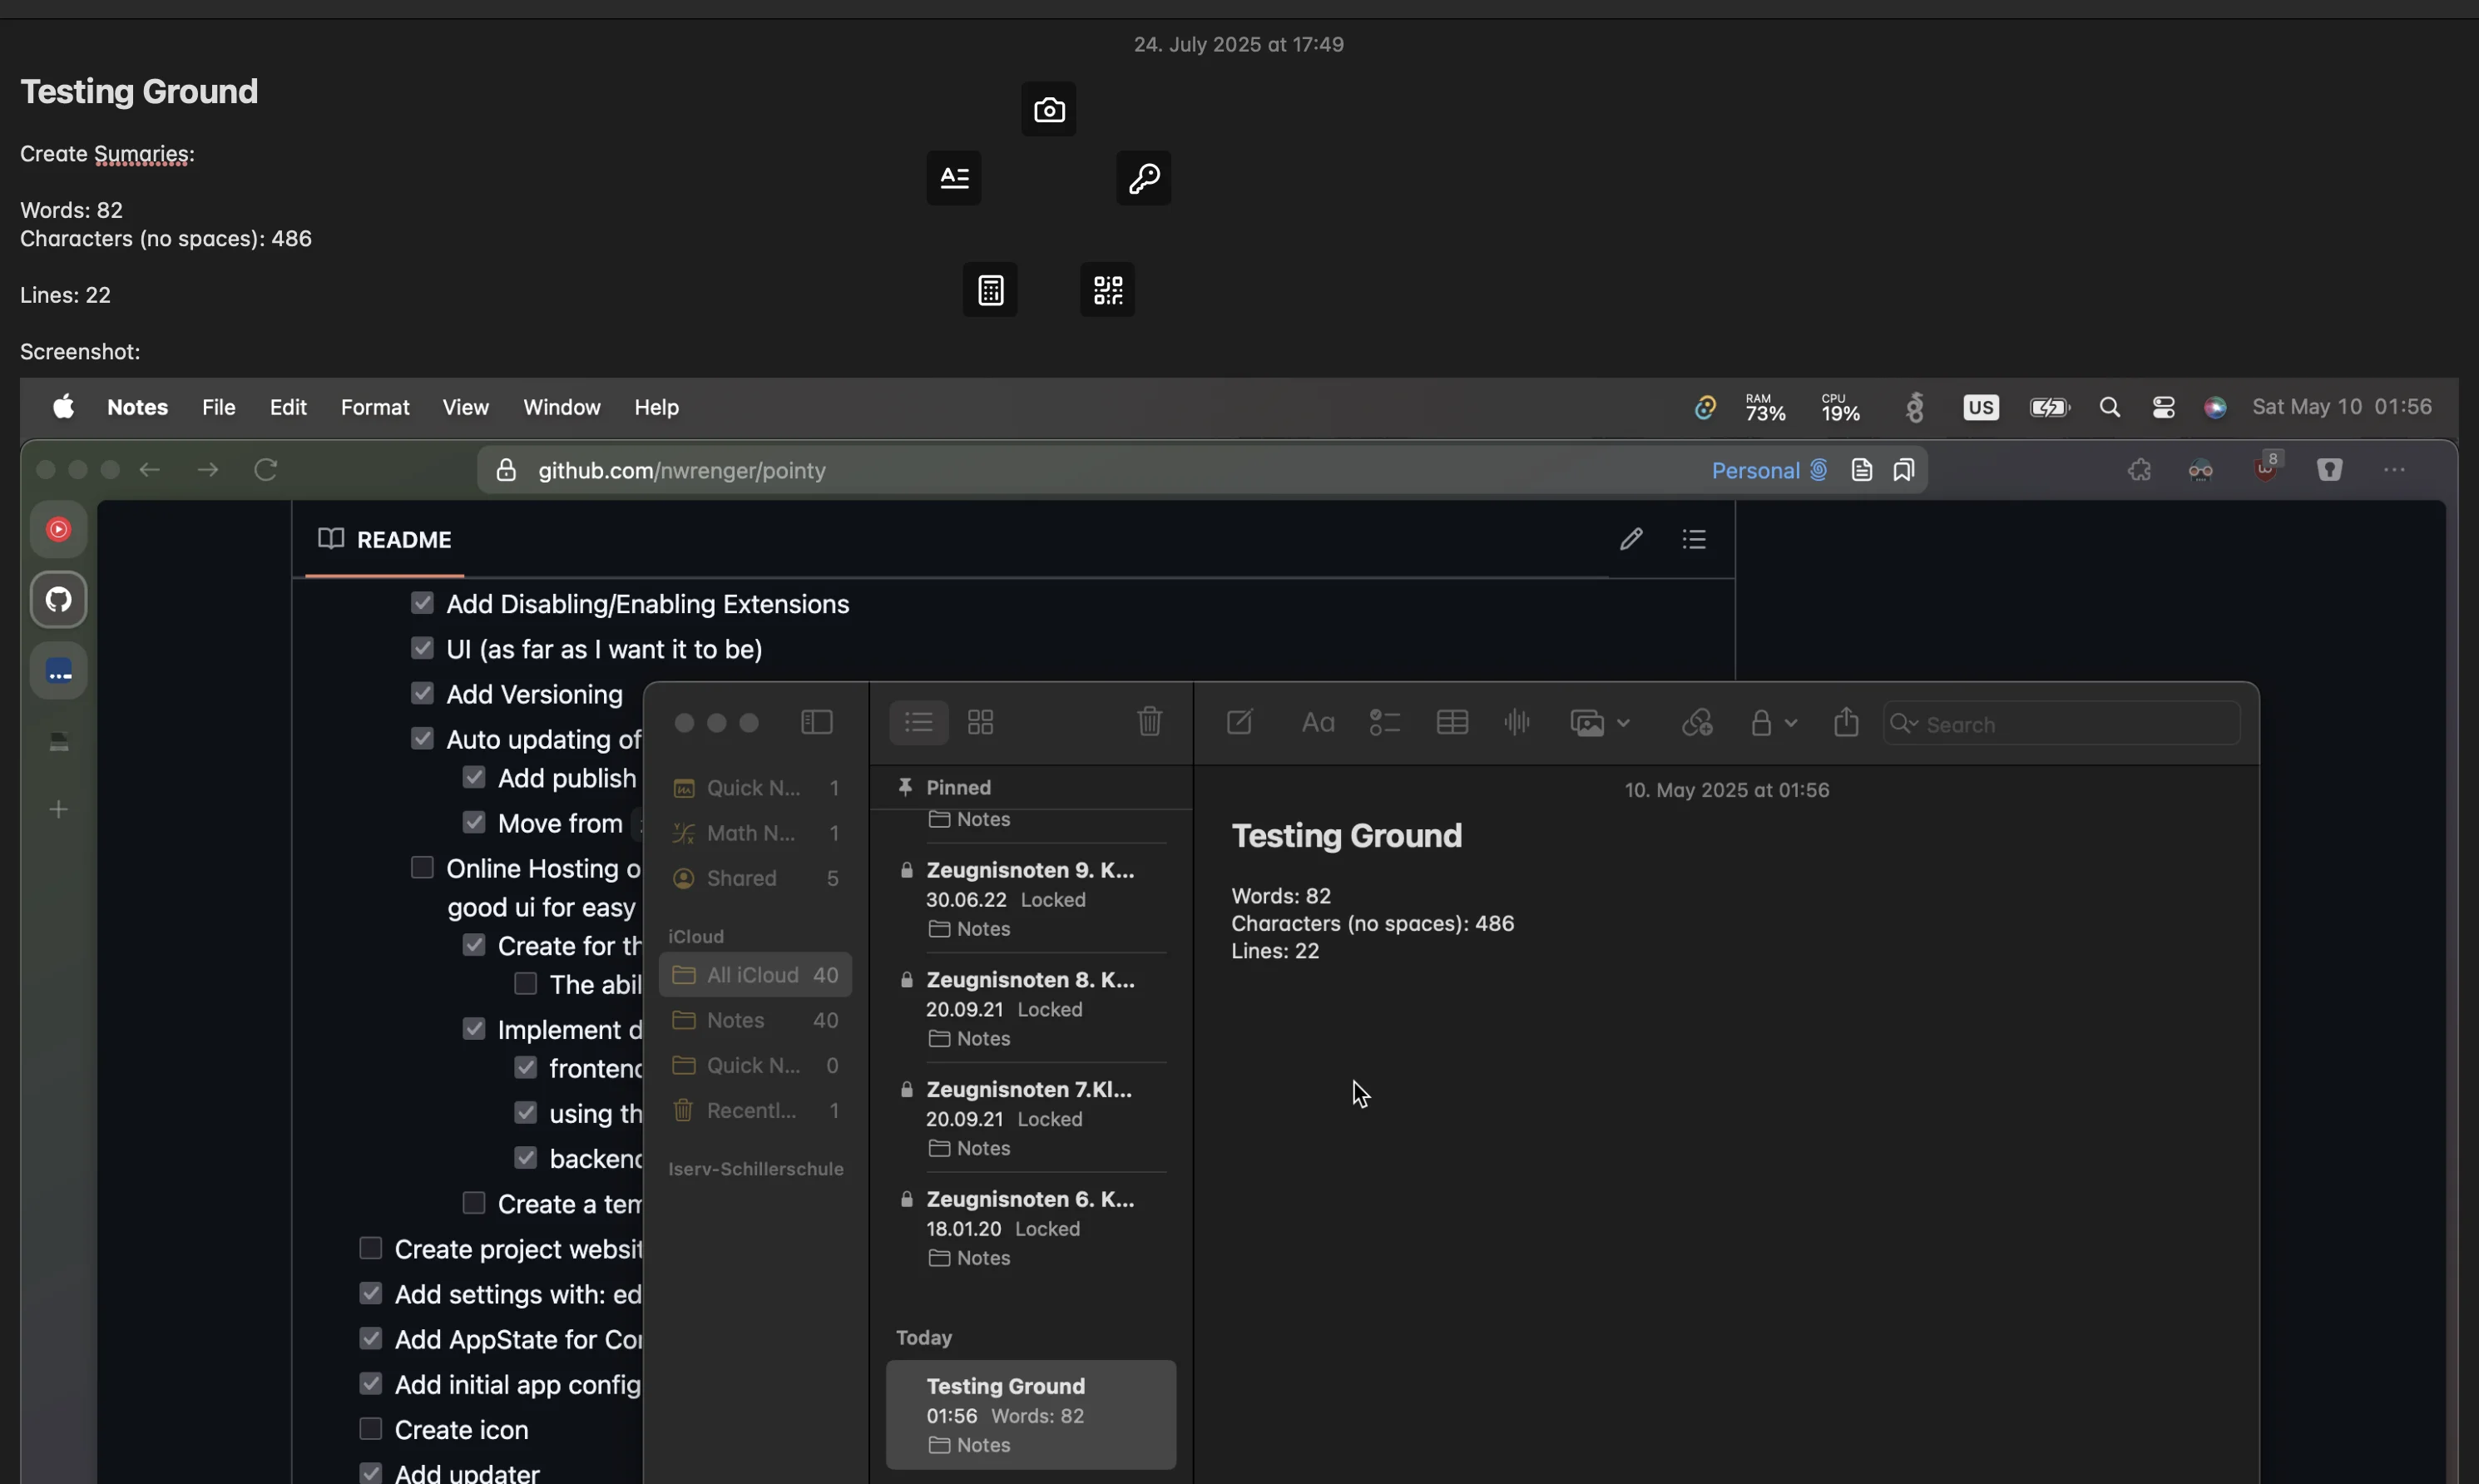 24. July 2025 at 17:49
Testing Ground
Create Sumaries:
Words: 82
Characters (no spaces): 486
Lines: 22
Screenshot:
Notes File Edit Format View Window Help
RAM 73% CPU 19% US Sat May 10 01:56
github.com/nwrenger/pointy Personal 8
README
Add Disabling/Enabling Extensions
UI (as far as I want it to be)
Add Versioning
Auto updating of
Add publish
Move from
Online Hosting o
good ui for easy
Create for th
The abil
Implement d
frontend
using th
backend
Create a tem
Create project websit
Add settings with: ed
Add AppState for Con
Add initial app config
Create icon
Add updater
Quick N... 1
Math N... 1
Shared 5
iCloud
All iCloud 40
Notes 40
Quick N... 0
Recentl... 1
Iserv-Schillerschule
Pinned
Notes
Zeugnisnoten 9. K...
30.06.22 Locked
Notes
Zeugnisnoten 8. K...
20.09.21 Locked
Notes
Zeugnisnoten 7.Kl...
20.09.21 Locked
Notes
Zeugnisnoten 6. K...
18.01.20 Locked
Notes
Today
Testing Ground
01:56 Words: 82
Notes
Aa Search
10. May 2025 at 01:56
Testing Ground
Words: 82
Characters (no spaces): 486
Lines: 22